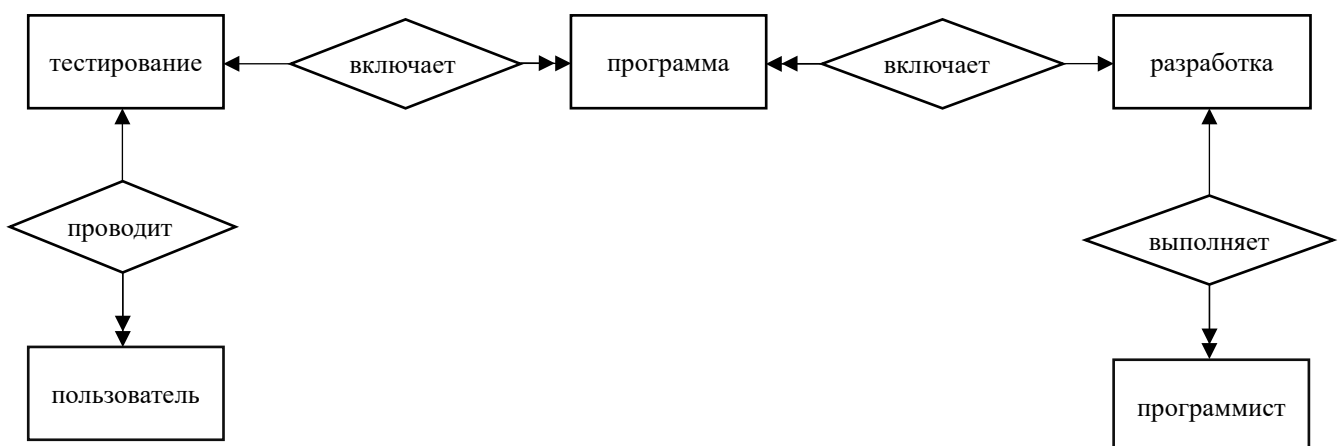 тестирование
включает
программа
включает
разработка
проводит
выполняет
пользователь
программист